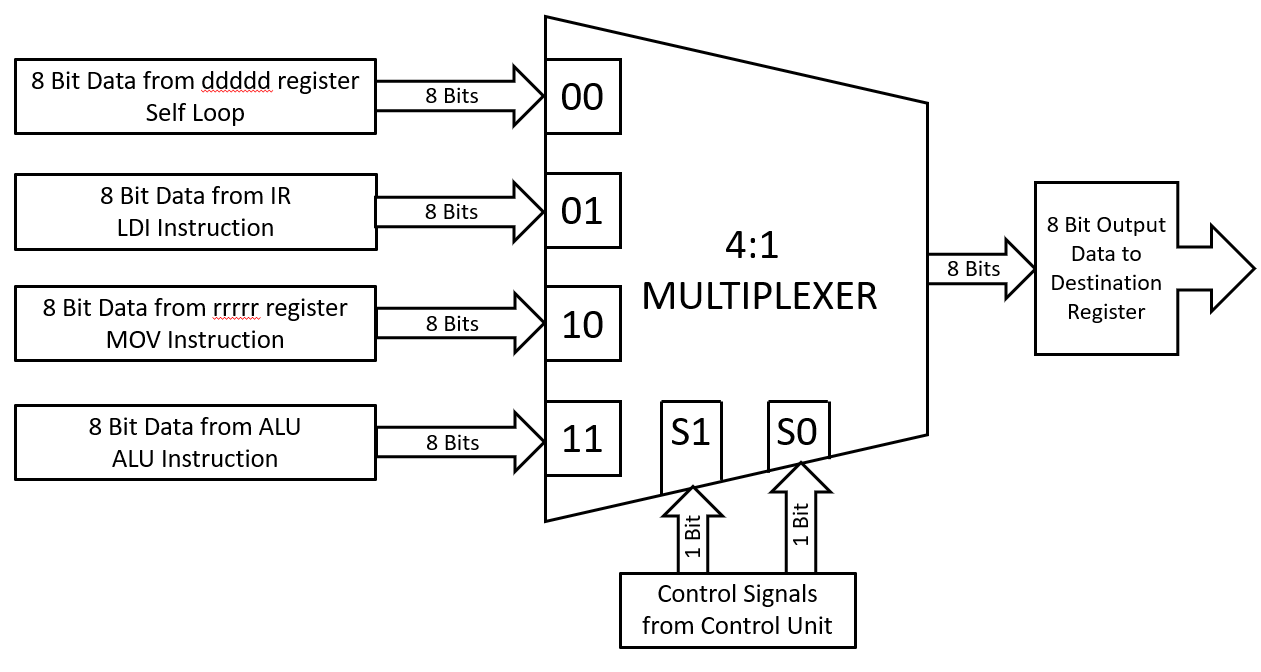 8 Bit Data from ddddd register
Self Loop
8 Bits
00
8 Bit Data from IR
LDI Instruction
8 Bits
01
8 Bit Data from rrrrr register
MOV Instruction
8 Bits
10
8 Bit Data from ALU
ALU Instruction
8 Bits
11
4:1
MULTIPLEXER
S1
S0
1 Bit
1 Bit
Control Signals
from Control Unit
8 Bits
8 Bit Output
Data to
Destination
Register